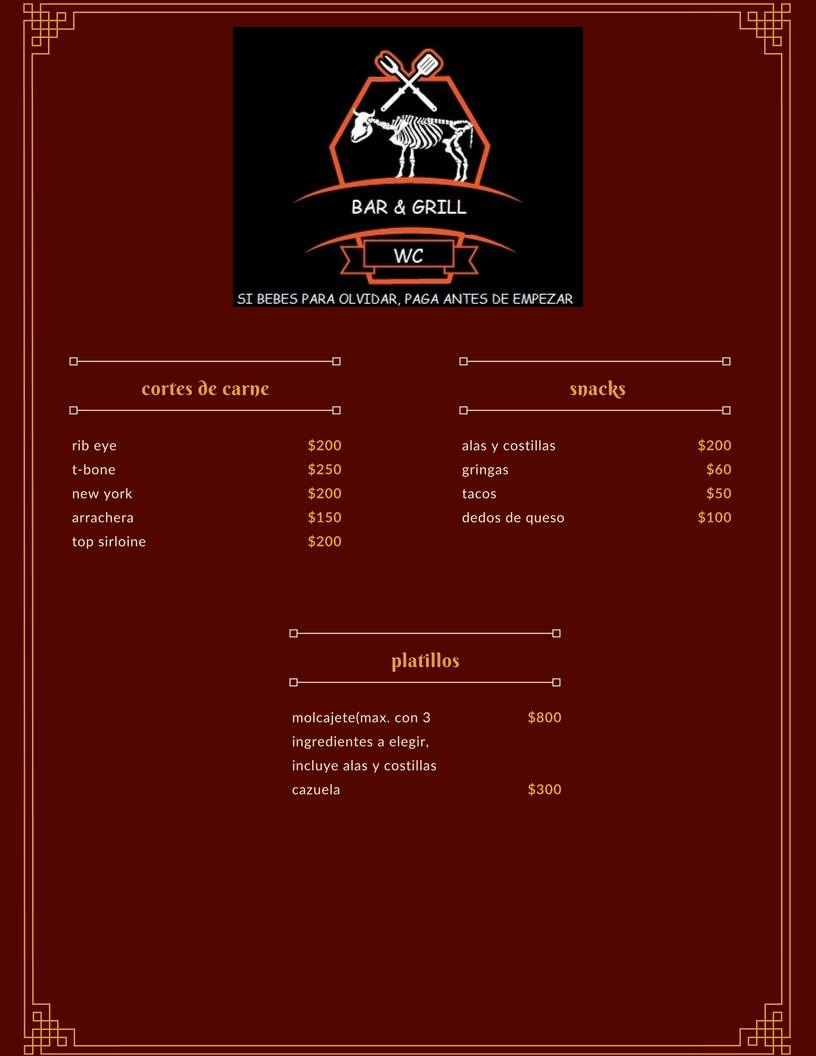 BAR & GRILL
WC
SI BEBES PARA OLVIDAR, PAGA ANTES DE EMPEZAR
cortes de carne
rib eye $200
t-bone $250
new york $200
arrachera $150
top sirloine $200
snacks
alas y costillas $200
gringas $60
tacos $50
dedos de queso $100
platillos
molcajete(max. con 3 $800
ingredientes a elegir,
incluye alas y costillas
cazuela $300